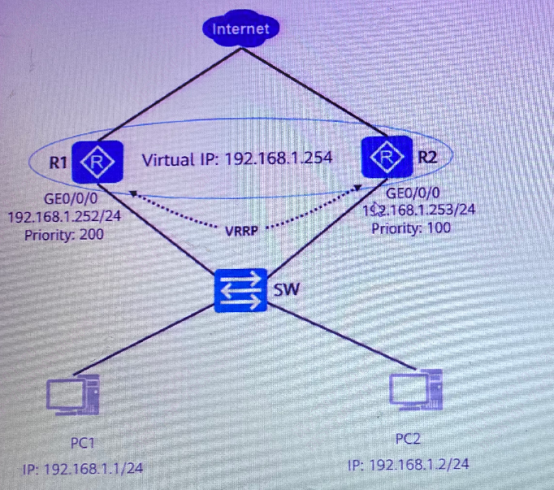 Internet
R1
R
Virtual IP: 192.168.1.254
R
R2
GE0/0/0
192.168.1.252/24
Priority: 200
GE0/0/0
192.168.1.253/24
Priority: 100
VRRP
SW
PC1
IP: 192.168.1.1/24
PC2
IP: 192.168.1.2/24